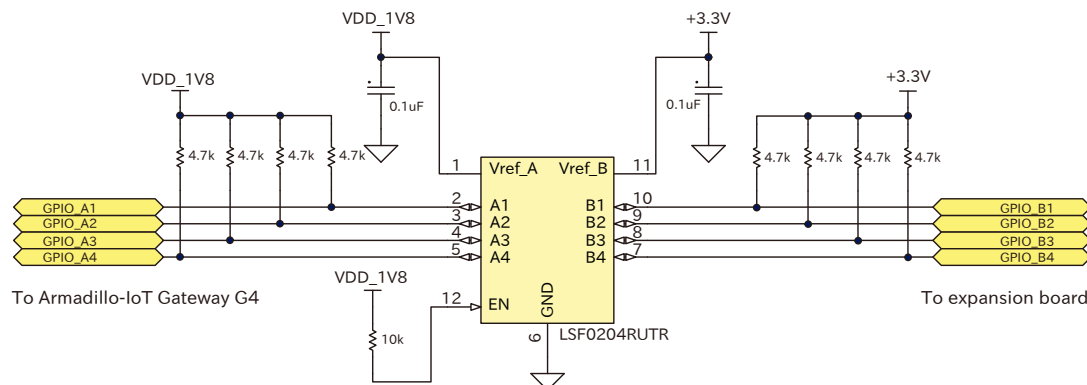 VDD_1V8
+3.3V
VDD_1V8
+3.3V
0.1uF
0.1uF
4.7k
4.7k
4.7k
4.7k
4.7k
4.7k
4.7k
4.7k
1
Vref_A
Vref_B
11
GPIO_A1
2
A1
B1
10
GPIO_B1
GPIO_A2
3
A2
B2
9
GPIO_B2
GPIO_A3
4
A3
B3
8
GPIO_B3
GPIO_A4
5
A4
B4
7
GPIO_B4
To Armadillo-IoT Gateway G4
VDD_1V8
12
EN
GND
To expansion board
10k
6
LSF0204RUTR